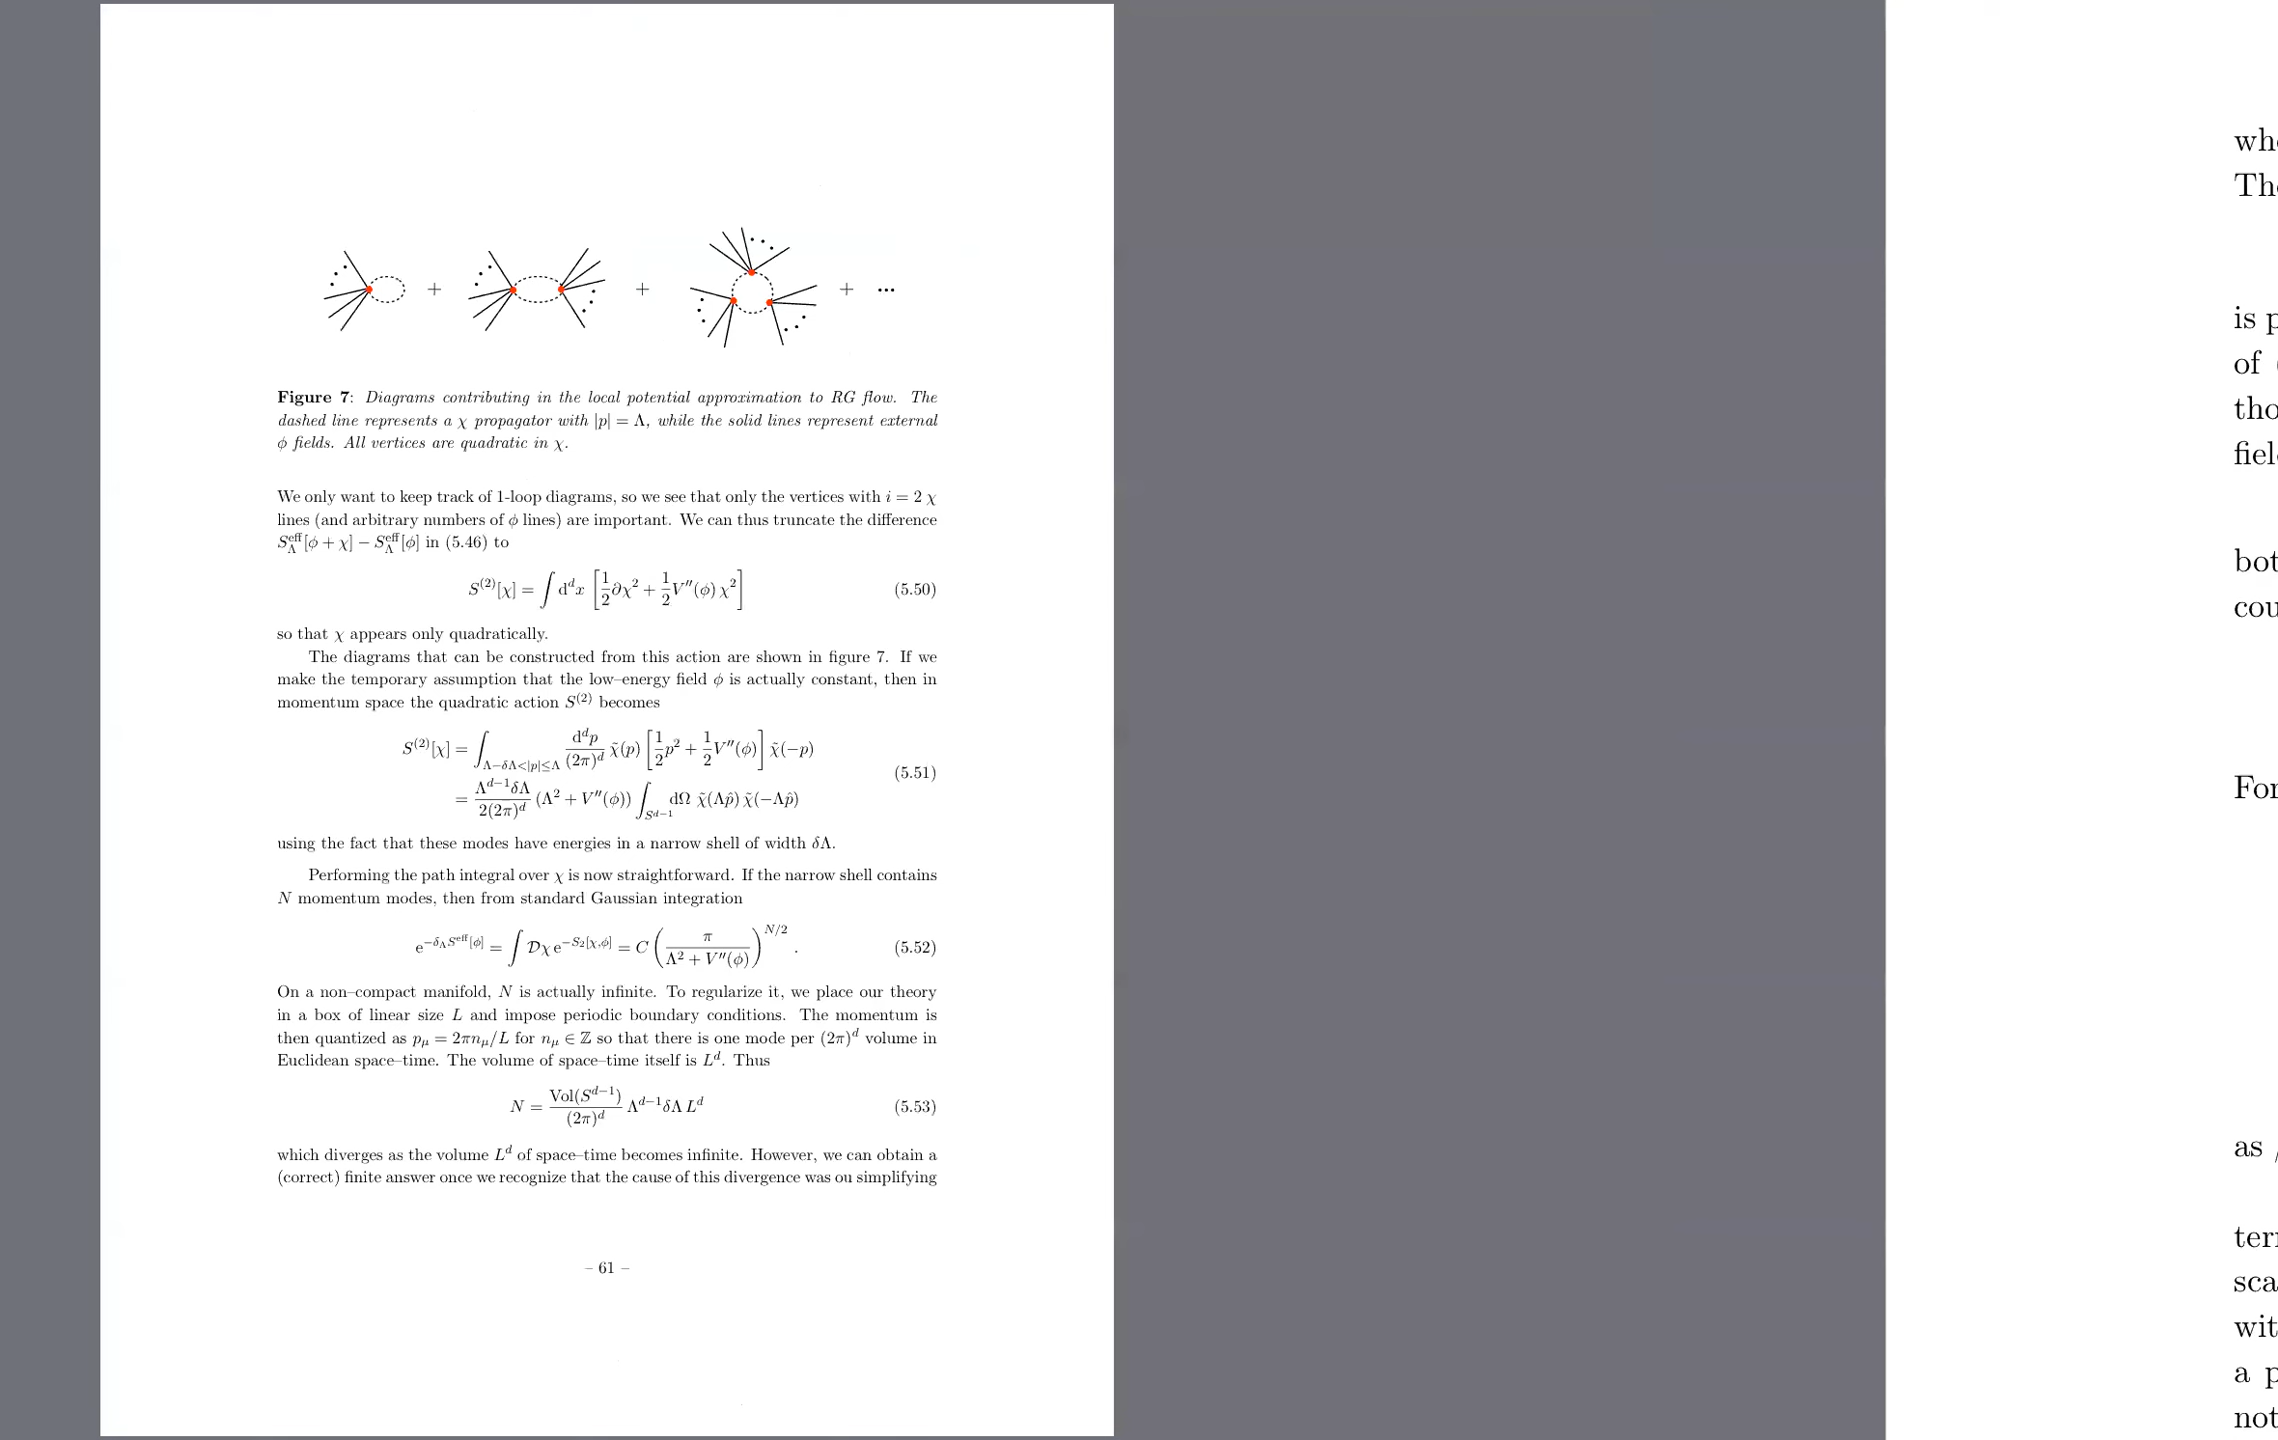 + + + ...
Figure 7: Diagrams contributing in the local potential approximation to RG flow. The
dashed line represents a χ propagator with |p| = Λ, while the solid lines represent external
ϕ fields. All vertices are quadratic in χ.
We only want to keep track of 1-loop diagrams, so we see that only the vertices with i = 2 χ
lines (and arbitrary numbers of ϕ lines) are important. We can thus truncate the difference
S_Λ^eff[ϕ + χ] − S_Λ^eff[ϕ] in (5.46) to
S^(2)[χ] = ∫ d^d x [1/2 ∂χ^2 + 1/2 V″(ϕ) χ^2] (5.50)
so that χ appears only quadratically.
The diagrams that can be constructed from this action are shown in figure 7. If we
make the temporary assumption that the low–energy field ϕ is actually constant, then in
momentum space the quadratic action S^(2) becomes
S^(2)[χ] = ∫_{Λ−δΛ<|p|≤Λ} d^d p/(2π)^d χ̃(p) [1/2 p^2 + 1/2 V″(ϕ)] χ̃(−p)
= Λ^{d−1}δΛ/2(2π)^d (Λ^2 + V″(ϕ)) ∫_{S^{d−1}} dΩ χ̃(Λp̂) χ̃(−Λp̂) (5.51)
using the fact that these modes have energies in a narrow shell of width δΛ.
Performing the path integral over χ is now straightforward. If the narrow shell contains
N momentum modes, then from standard Gaussian integration
e^{−δ_Λ S^eff[ϕ]} = ∫ 𝒟χ e^{−S_2[χ,ϕ]} = C (π/(Λ^2 + V″(ϕ)))^{N/2} . (5.52)
On a non–compact manifold, N is actually infinite. To regularize it, we place our theory
in a box of linear size L and impose periodic boundary conditions. The momentum is
then quantized as p_μ = 2πn_μ/L for n_μ ∈ ℤ so that there is one mode per (2π)^d volume in
Euclidean space–time. The volume of space–time itself is L^d. Thus
N = Vol(S^{d−1})/(2π)^d Λ^{d−1}δΛ L^d (5.53)
which diverges as the volume L^d of space–time becomes infinite. However, we can obtain a
(correct) finite answer once we recognize that the cause of this divergence was ou simplifying
– 61 –
is
of
as
a